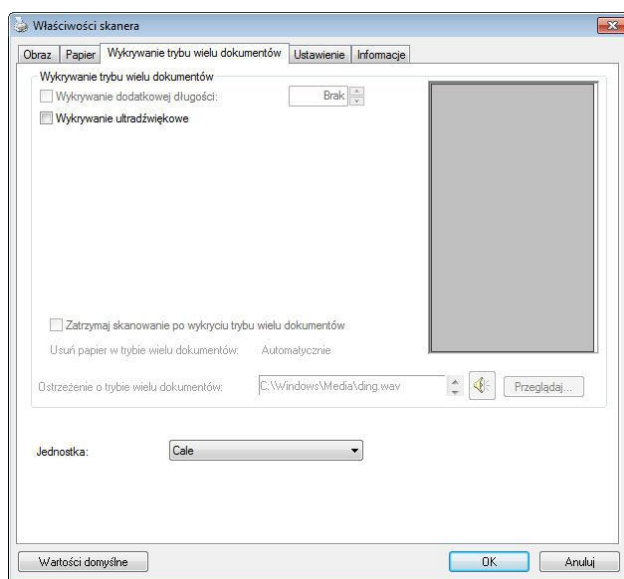 Właściwości skanera
Obraz Papier Wykrywanie trybu wielu dokumentów Ustawienie Informacje
Wykrywanie trybu wielu dokumentów
Wykrywanie dodatkowej długości: Brak
Wykrywanie ultradźwiękowe
Zatrzymaj skanowanie po wykryciu trybu wielu dokumentów
Usuń papier w trybie wielu dokumentów: Automatycznie
Ostrzeżenie o trybie wielu dokumentów: C:\Windows\Media\ding.wav Przeglądaj...
Jednostka: Cale
Wartości domyślne OK Anuluj